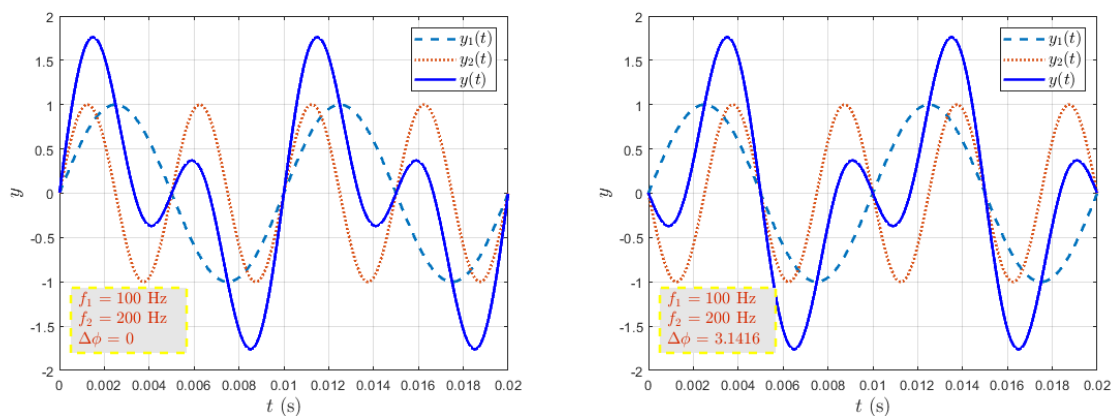 2
1.5
1
0.5
0
-0.5
-1
-1.5
-2
y
y₁(t)
y₂(t)
y(t)
f₁ = 100 Hz
f₂ = 200 Hz
Δϕ = 0
0 0.002 0.004 0.006 0.008 0.01 0.012 0.014 0.016 0.018 0.02
t (s)
2
1.5
1
0.5
0
-0.5
-1
-1.5
-2
y
y₁(t)
y₂(t)
y(t)
f₁ = 100 Hz
f₂ = 200 Hz
Δϕ = 3.1416
0 0.002 0.004 0.006 0.008 0.01 0.012 0.014 0.016 0.018 0.02
t (s)